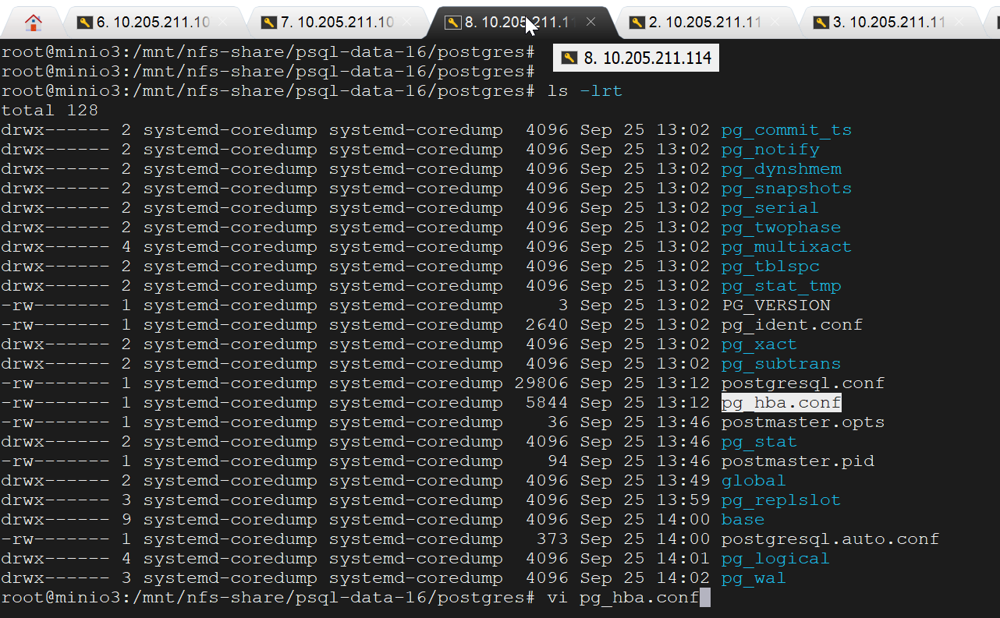 6. 10.205.211.10
7. 10.205.211.10
8. 10.205.211.11
2. 10.205.211.11
3. 10.205.211.11
root@minio3:/mnt/nfs-share/psql-data-16/postgres#
8. 10.205.211.114
root@minio3:/mnt/nfs-share/psql-data-16/postgres#
root@minio3:/mnt/nfs-share/psql-data-16/postgres# ls -lrt
total 128
drwx------ 2 systemd-coredump systemd-coredump  4096 Sep 25 13:02 pg_commit_ts
drwx------ 2 systemd-coredump systemd-coredump  4096 Sep 25 13:02 pg_notify
drwx------ 2 systemd-coredump systemd-coredump  4096 Sep 25 13:02 pg_dynshmem
drwx------ 2 systemd-coredump systemd-coredump  4096 Sep 25 13:02 pg_snapshots
drwx------ 2 systemd-coredump systemd-coredump  4096 Sep 25 13:02 pg_serial
drwx------ 2 systemd-coredump systemd-coredump  4096 Sep 25 13:02 pg_twophase
drwx------ 4 systemd-coredump systemd-coredump  4096 Sep 25 13:02 pg_multixact
drwx------ 2 systemd-coredump systemd-coredump  4096 Sep 25 13:02 pg_tblspc
drwx------ 2 systemd-coredump systemd-coredump  4096 Sep 25 13:02 pg_stat_tmp
-rw------- 1 systemd-coredump systemd-coredump     3 Sep 25 13:02 PG_VERSION
-rw------- 1 systemd-coredump systemd-coredump  2640 Sep 25 13:02 pg_ident.conf
drwx------ 2 systemd-coredump systemd-coredump  4096 Sep 25 13:02 pg_xact
drwx------ 2 systemd-coredump systemd-coredump  4096 Sep 25 13:02 pg_subtrans
-rw------- 1 systemd-coredump systemd-coredump 29806 Sep 25 13:12 postgresql.conf
-rw------- 1 systemd-coredump systemd-coredump  5844 Sep 25 13:12 pg_hba.conf
-rw------- 1 systemd-coredump systemd-coredump    36 Sep 25 13:46 postmaster.opts
drwx------ 2 systemd-coredump systemd-coredump  4096 Sep 25 13:46 pg_stat
-rw------- 1 systemd-coredump systemd-coredump    94 Sep 25 13:46 postmaster.pid
drwx------ 2 systemd-coredump systemd-coredump  4096 Sep 25 13:49 global
drwx------ 3 systemd-coredump systemd-coredump  4096 Sep 25 13:59 pg_replslot
drwx------ 9 systemd-coredump systemd-coredump  4096 Sep 25 14:00 base
-rw------- 1 systemd-coredump systemd-coredump   373 Sep 25 14:00 postgresql.auto.conf
drwx------ 4 systemd-coredump systemd-coredump  4096 Sep 25 14:01 pg_logical
drwx------ 3 systemd-coredump systemd-coredump  4096 Sep 25 14:02 pg_wal
root@minio3:/mnt/nfs-share/psql-data-16/postgres# vi pg_hba.conf